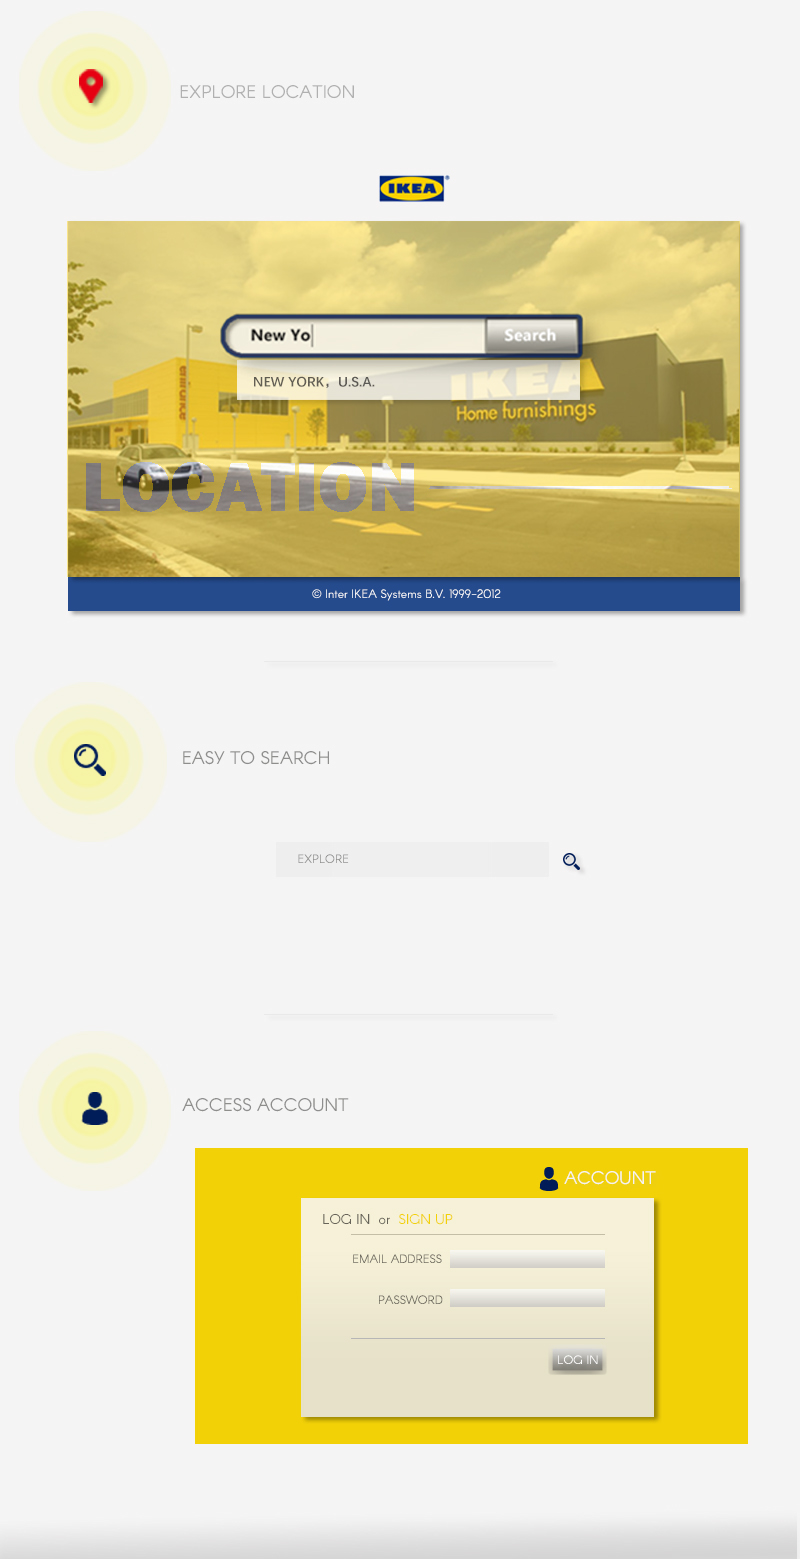 EXPLORE LOCATION
IKEA®
New Yo
Search
NEW YORK, U.S.A.
IKEA
Home furnishings
entrance
LOCATION
© Inter IKEA Systems B.V. 1999-2012
EASY TO SEARCH
EXPLORE
ACCESS ACCOUNT
ACCOUNT
LOG IN or SIGN UP
EMAIL ADDRESS
PASSWORD
LOG IN